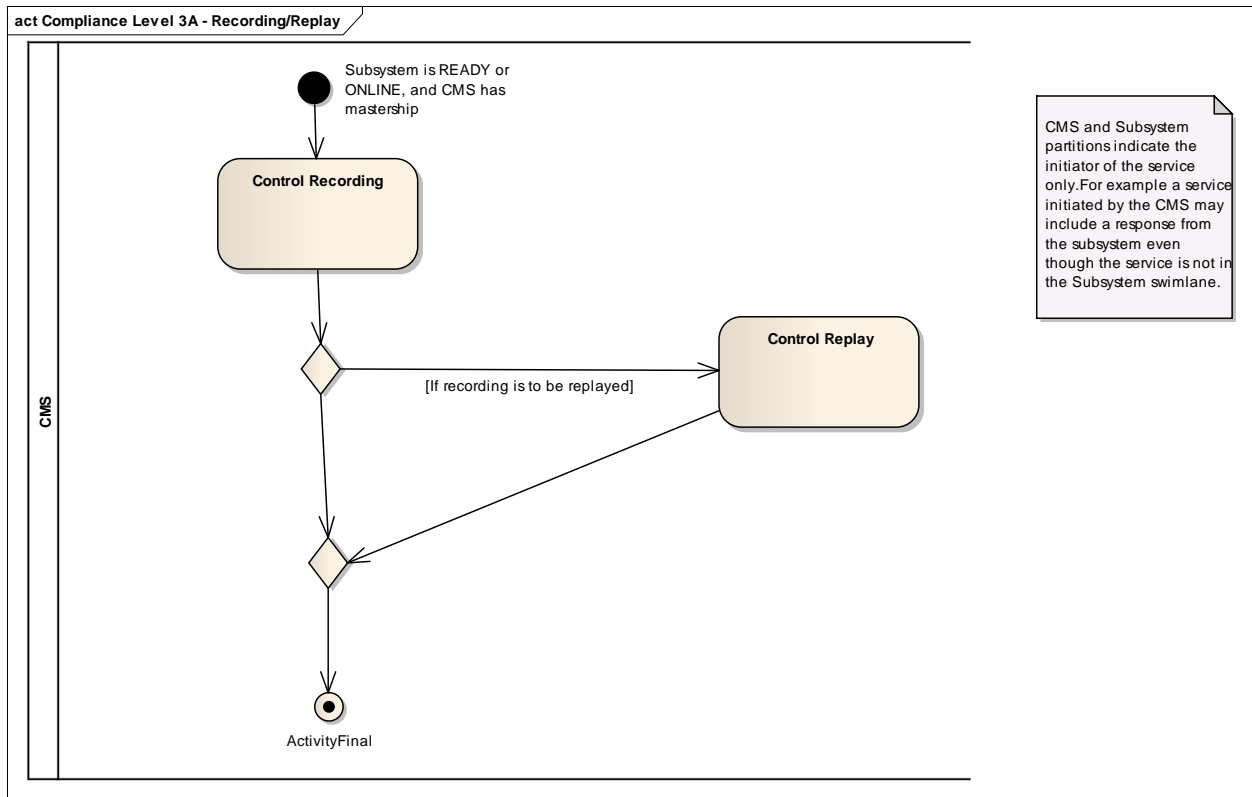 act Compliance Level 3A - Recording/Replay
Subsystem is READY or
ONLINE, and CMS has
mastership
Control Recording
CMS and Subsystem
partitions indicate the
initiator of the service
only.For example a service
initiated by the CMS may
include a response from
the subsystem even
though the service is not in
the Subsystem swimlane.
Control Replay
[If recording is to be replayed]
CMS
ActivityFinal